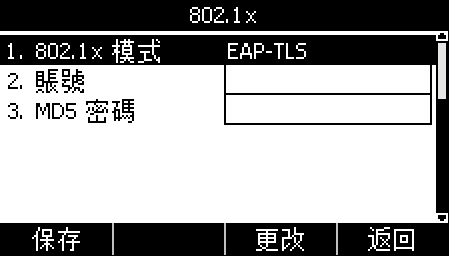 802.1x
1. 802.1x 模式 EAP-TLS
2. 賬號
3. MD5 密碼
保存 更改 返回